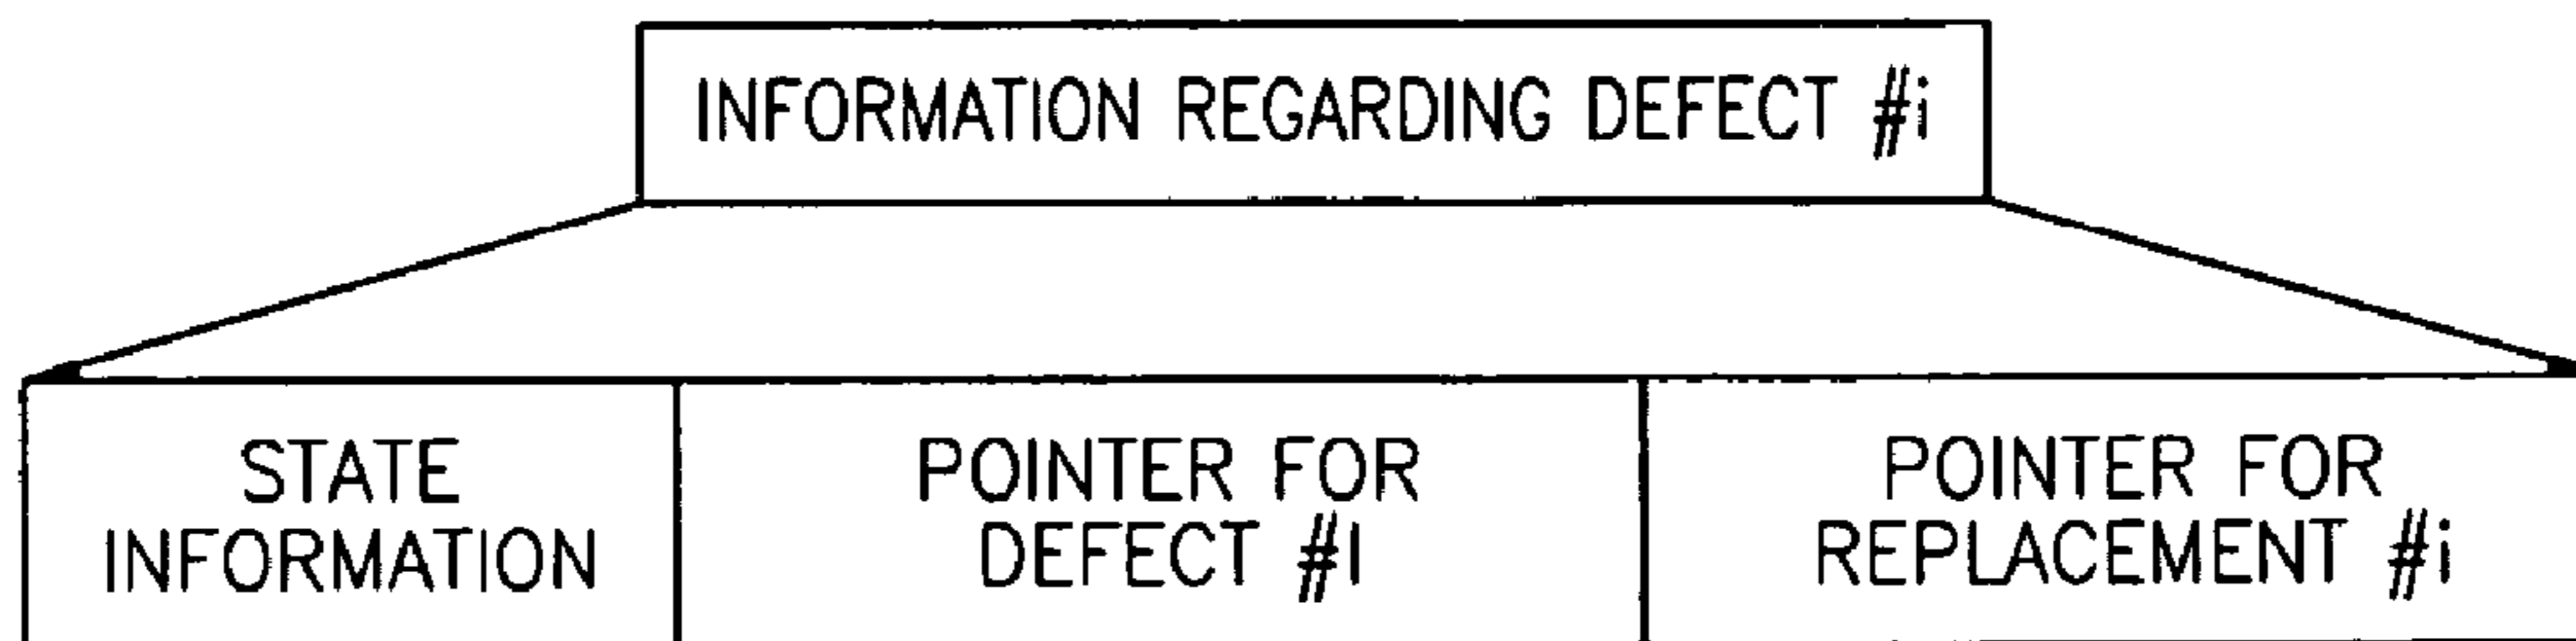 INFORMATION REGARDING DEFECT #i
STATE
INFORMATION
POINTER FOR
DEFECT #I
POINTER FOR
REPLACEMENT #i